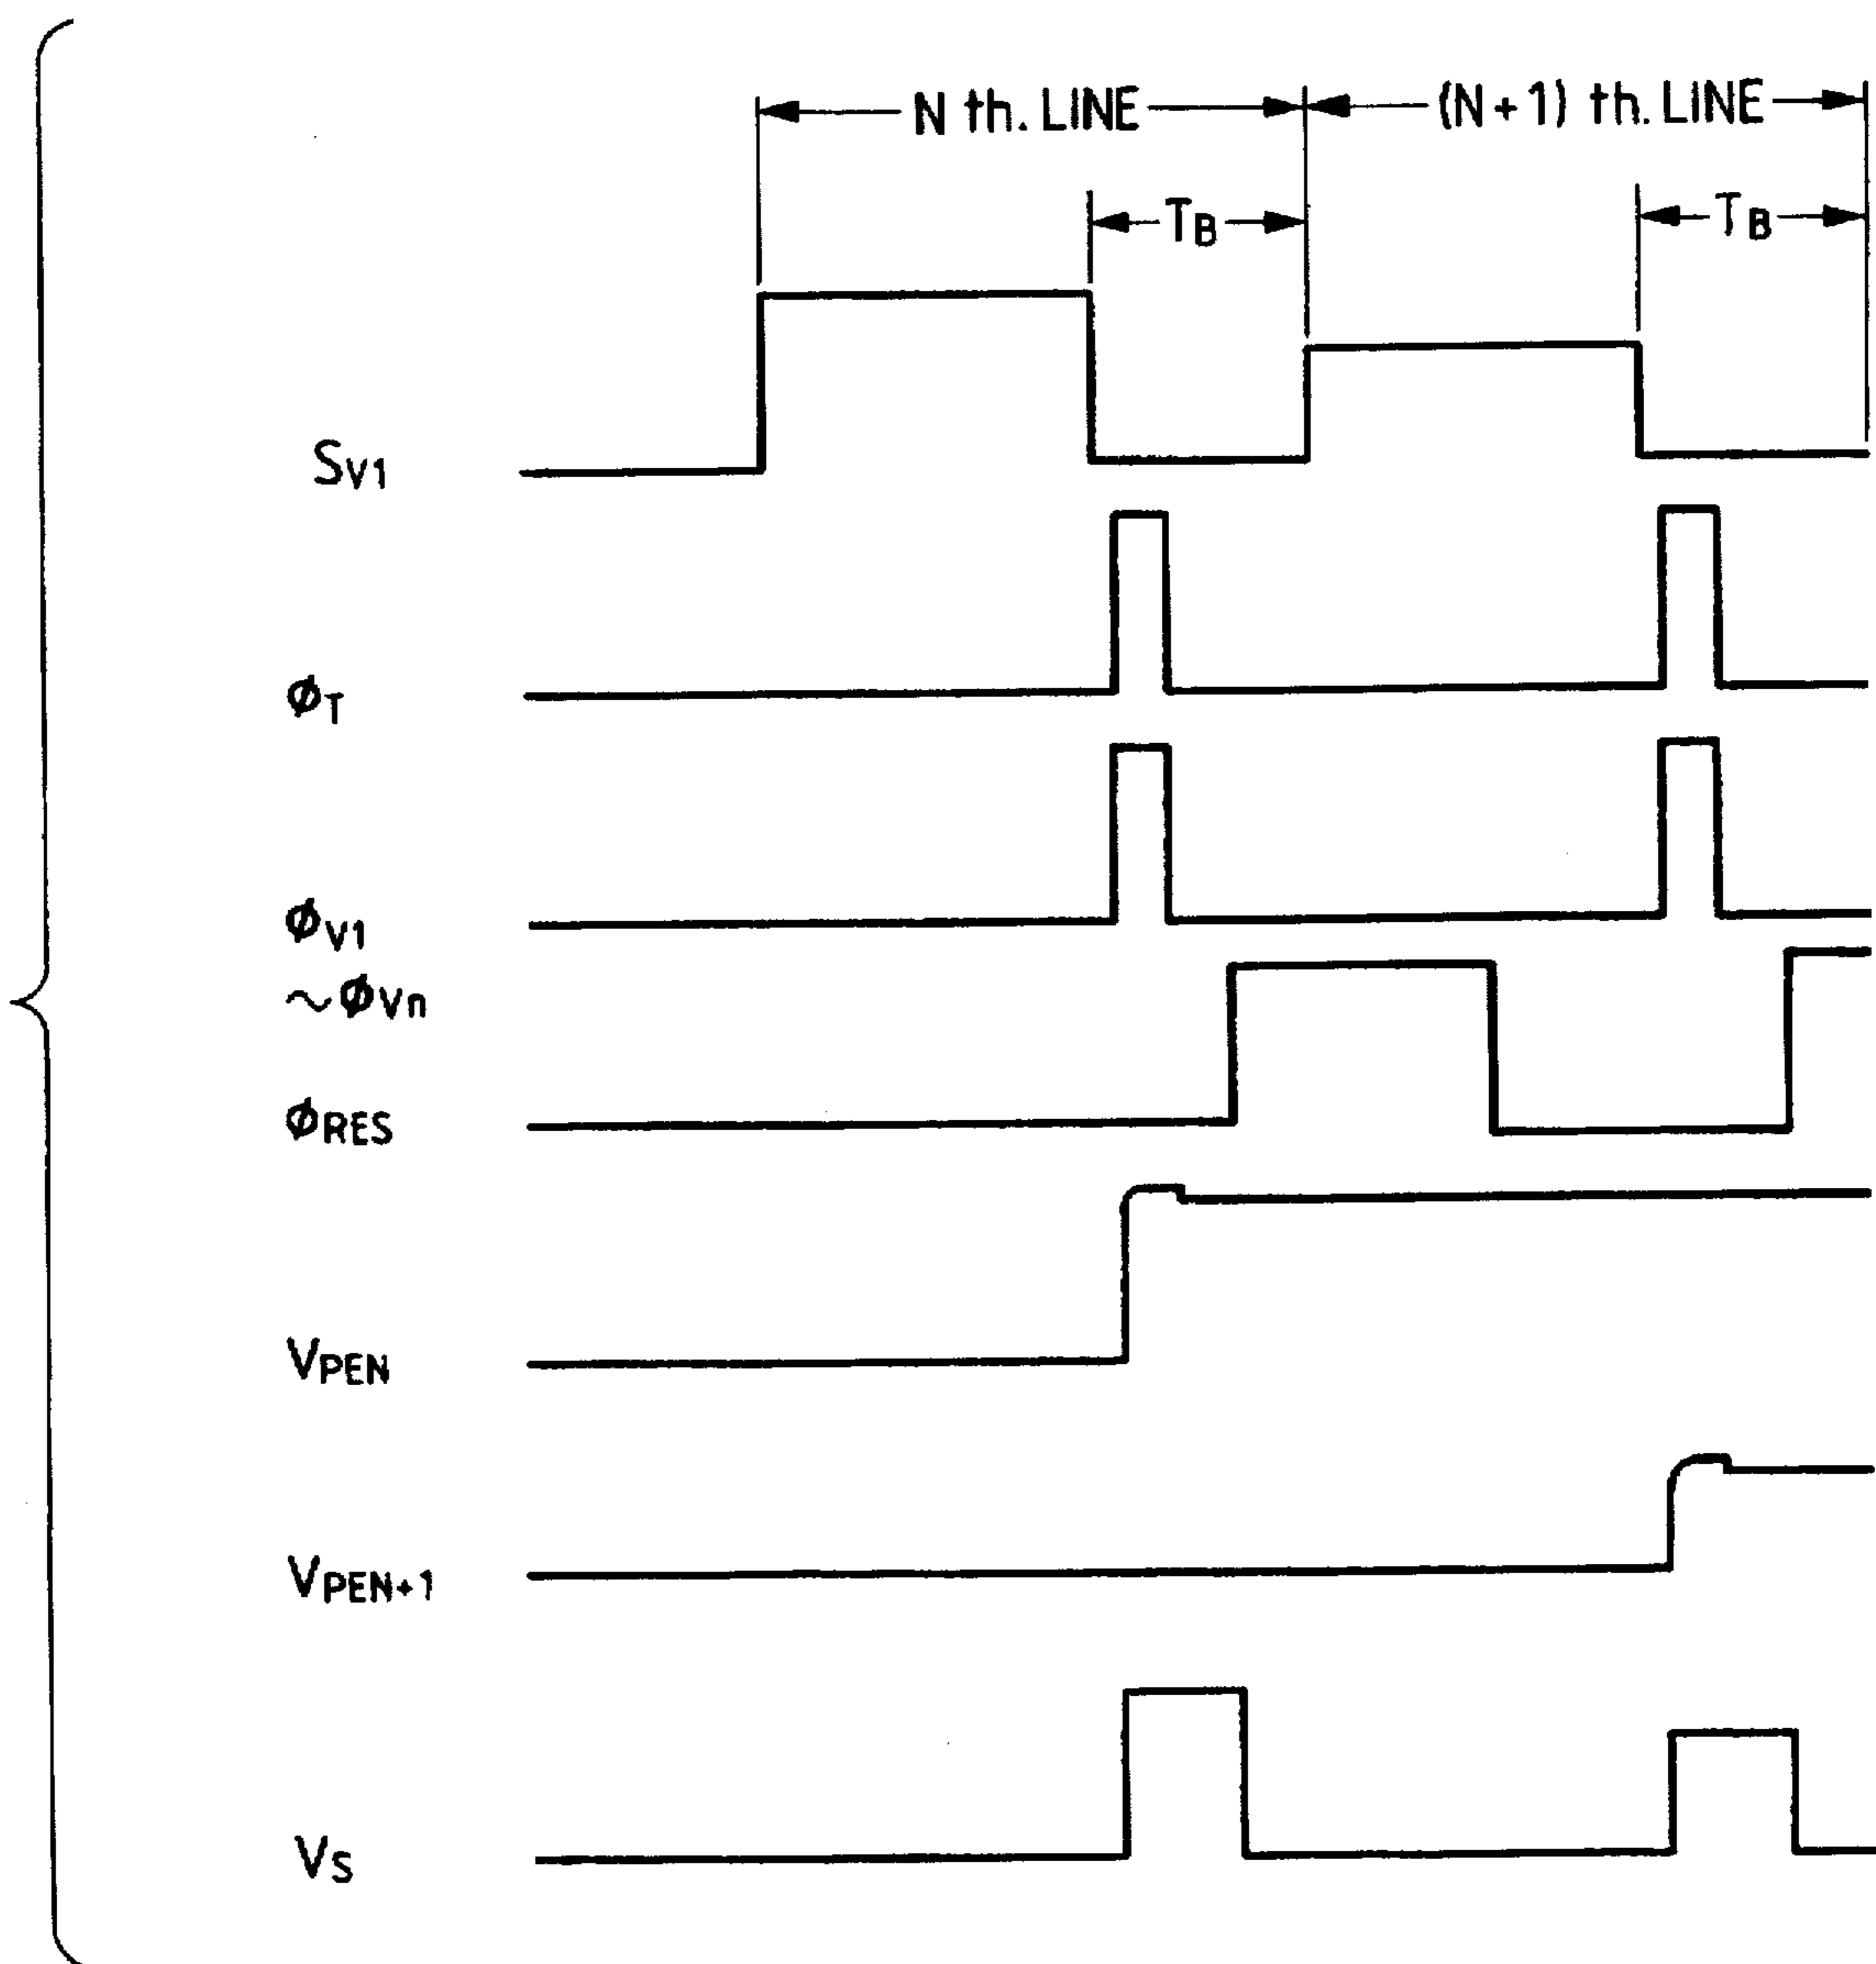 N th. LINE (N+1) th. LINE
TB TB
SV1
ϕT
ϕV1
~ϕVn
ϕRES
VPEN
VPEN+1
VS